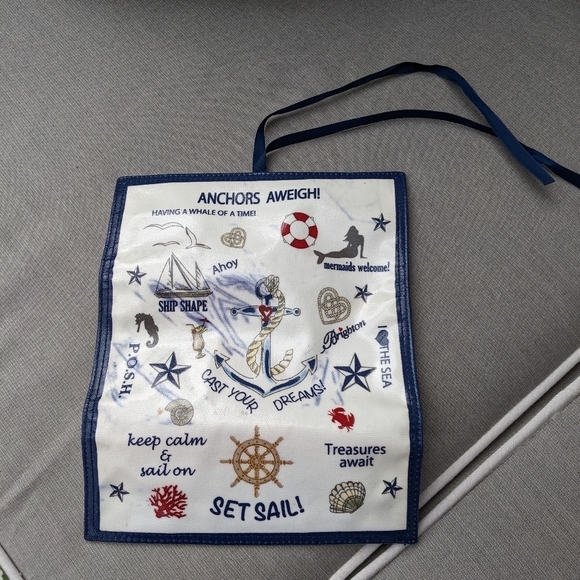 ANCHORS AWEIGH!
HAVING A WHALE OF A TIME!
Ahoy
mermaids welcome!
SHIP SHAPE
Brighton
I THE SEA
P.O.S.H.
CAST YOUR DREAMS!
keep calm
&
sail on
Treasures
await
SET SAIL!